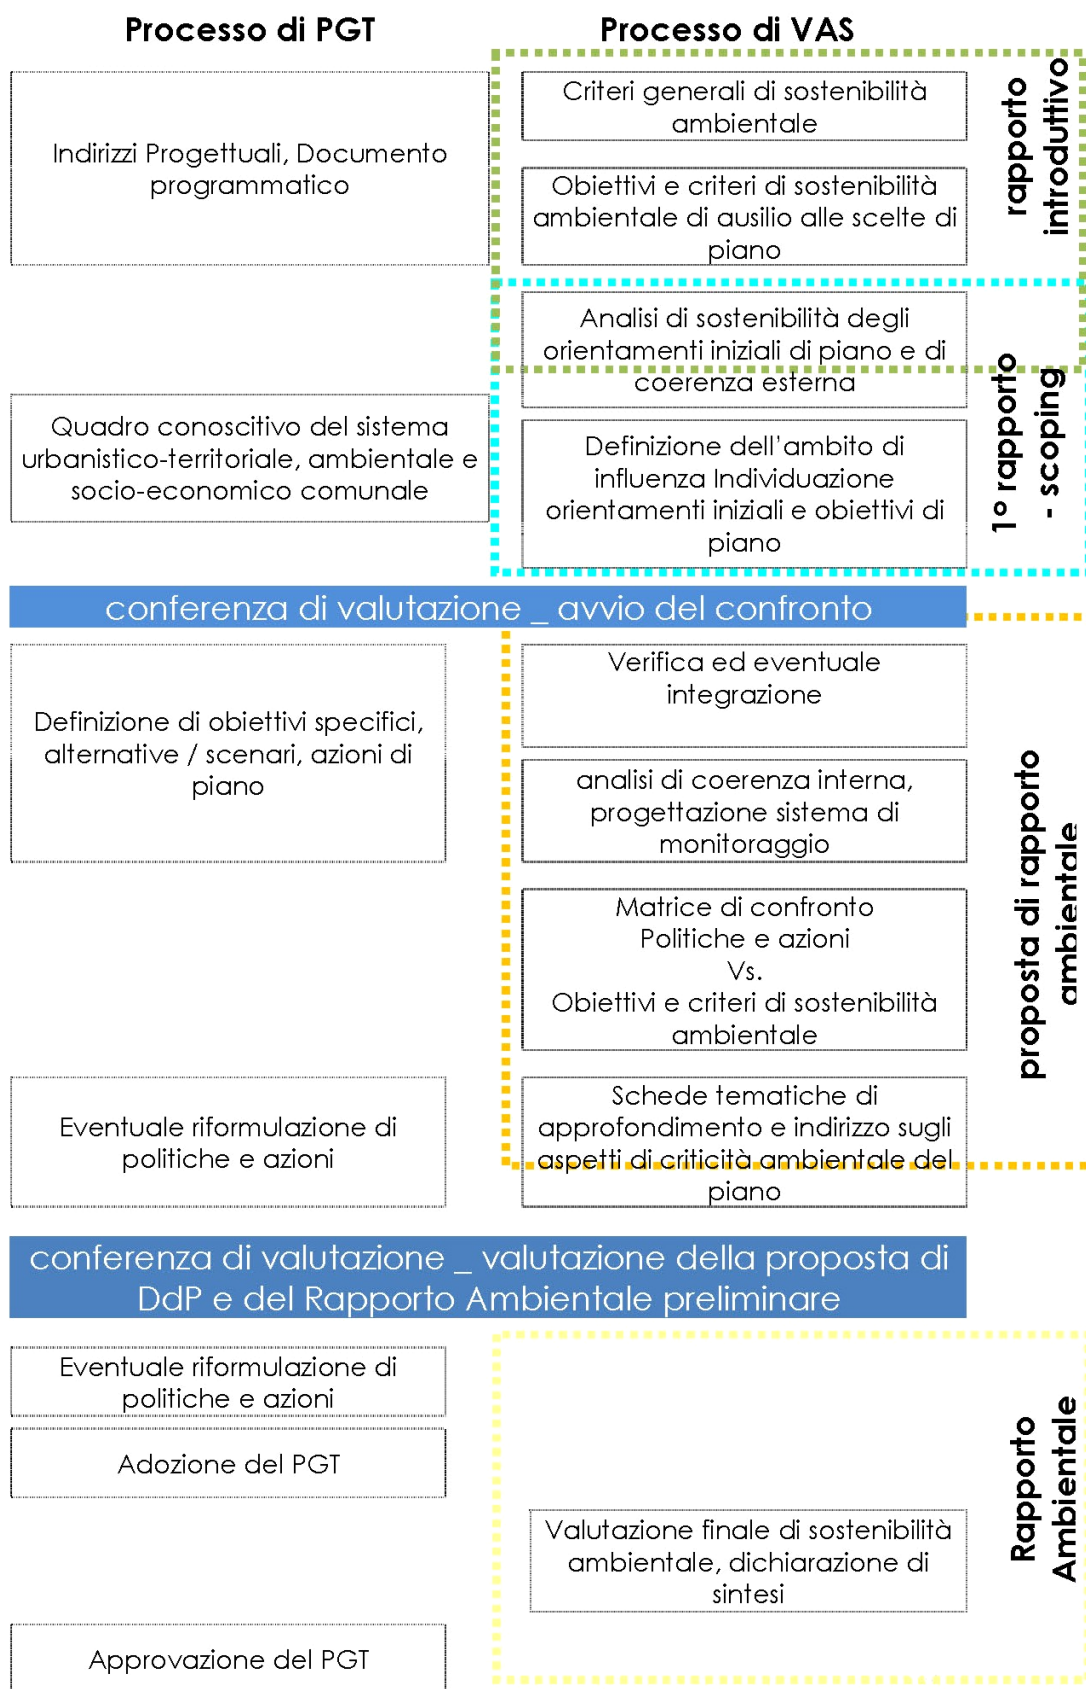 Processo di PGT
Processo di VAS
Indirizzi Progettuali, Documento
programmatico
Criteri generali di sostenibilità
ambientale
Obiettivi e criteri di sostenibilità
ambientale di ausilio alle scelte di
piano
rapporto
introduttivo
Analisi di sostenibilità degli
orientamenti iniziali di piano e di
coerenza esterna
Quadro conoscitivo del sistema
urbanistico-territoriale, ambientale e
socio-economico comunale
Definizione dell'ambito di
influenza Individuazione
orientamenti iniziali e obiettivi di
piano
1° rapporto
- scoping
conferenza di valutazione _ avvio del confronto
Definizione di obiettivi specifici,
alternative / scenari, azioni di
piano
Verifica ed eventuale
integrazione
analisi di coerenza interna,
progettazione sistema di
monitoraggio
Matrice di confronto
Politiche e azioni
Vs.
Obiettivi e criteri di sostenibilità
ambientale
proposta di rapporto
ambientale
Eventuale riformulazione di
politiche e azioni
Schede tematiche di
approfondimento e indirizzo sugli
aspetti di criticità ambientale del
piano
conferenza di valutazione _ valutazione della proposta di
DdP e del Rapporto Ambientale preliminare
Eventuale riformulazione di
politiche e azioni
Adozione del PGT
Valutazione finale di sostenibilità
ambientale, dichiarazione di
sintesi
Rapporto
Ambientale
Approvazione del PGT